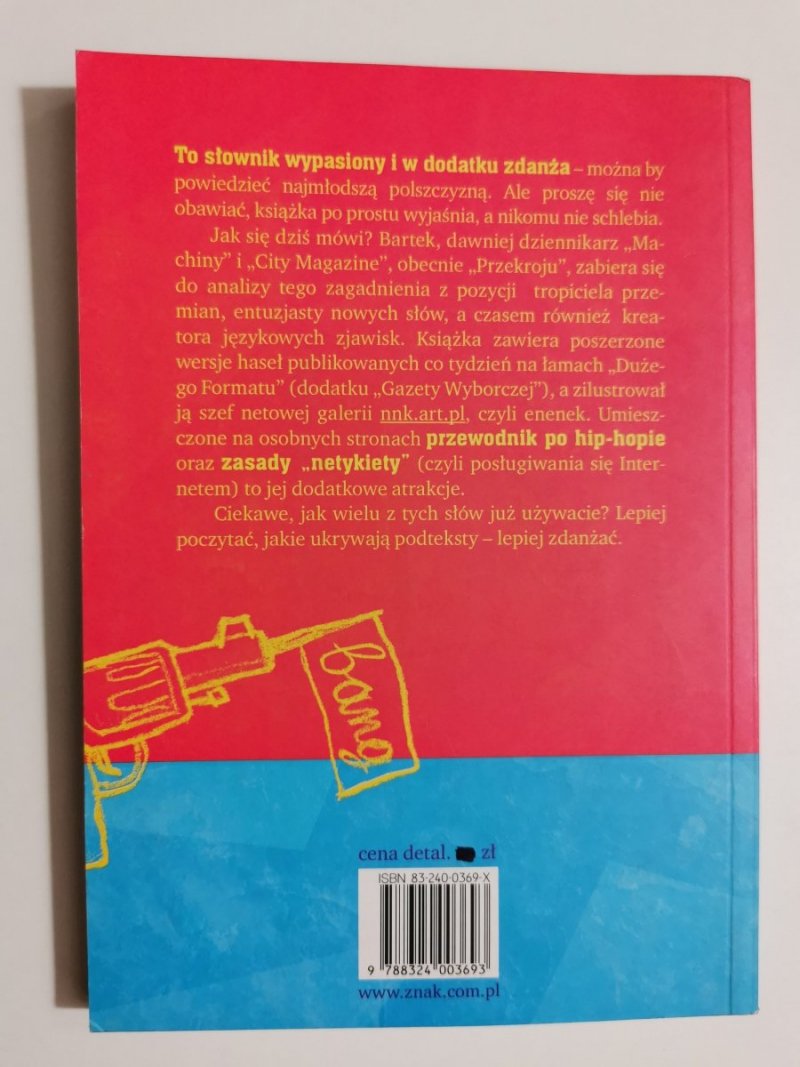 To słownik wypasiony i w dodatku zdanża – można by
powiedzieć najmłodszą polszczyzną. Ale proszę się nie
obawiać, książka po prostu wyjaśnia, a nikomu nie schlebia.
Jak się dziś mówi? Bartek, dawniej dziennikarz „Ma-
chiny” i „City Magazine”, obecnie „Przekroju”, zabiera się
do analizy tego zagadnienia z pozycji tropiciela prze-
mian, entuzjasty nowych słów, a czasem również krea-
tora językowych zjawisk. Książka zawiera poszerzone
wersje haseł publikowanych co tydzień na łamach „Duże-
go Formatu” (dodatku „Gazety Wyborczej”), a zilustrował
ją szef netowej galerii nnk.art.pl, czyli enenek. Umiesz-
czone na osobnych stronach przewodnik po hip-hopie
oraz zasady „netykiety” (czyli posługiwania się Inter-
netem) to jej dodatkowe atrakcje.
Ciekawe, jak wielu z tych słów już używacie? Lepiej
poczytać, jakie ukrywają podteksty – lepiej zdanżać.
bang
cena detal. zł
ISBN 83-240-0369-X
9 788324 003693
www.znak.com.pl